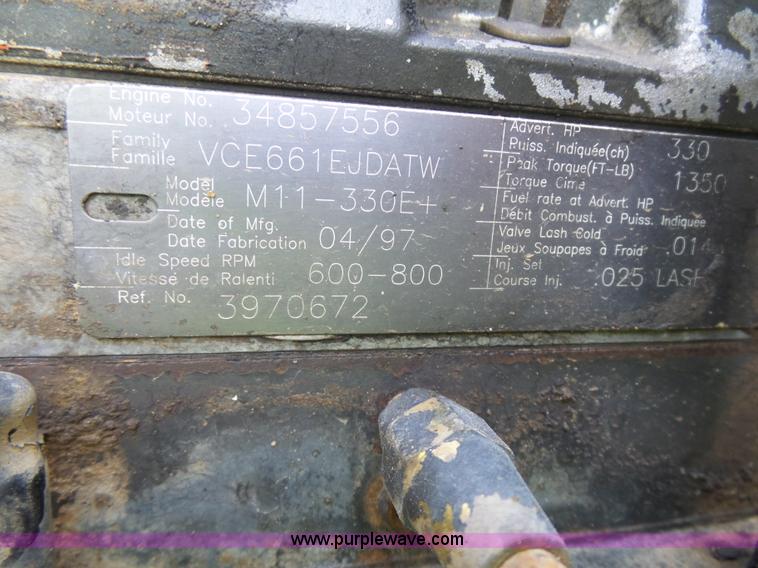 Engine No.
Moteur No. 34857556
Family
Famille VCE661EJDATW
Model
Modèle M11-330E+
Date of Mfg.
Date Fabrication 04/97
Idle Speed RPM
Vitesse de Ralenti 600-800
Ref. No. 3970672
Advert. HP
Puiss. Indiquée(ch) 330
Peak Torque(FT-LB)
Torque Cime 1350
Fuel rate at Advert. HP
Débit Combust. à Puiss. Indiquée
Valve Lash Cold
Jeux Soupapes à Froid .014
Inj. Set
Course Inj. .025 LASH
www.purplewave.com